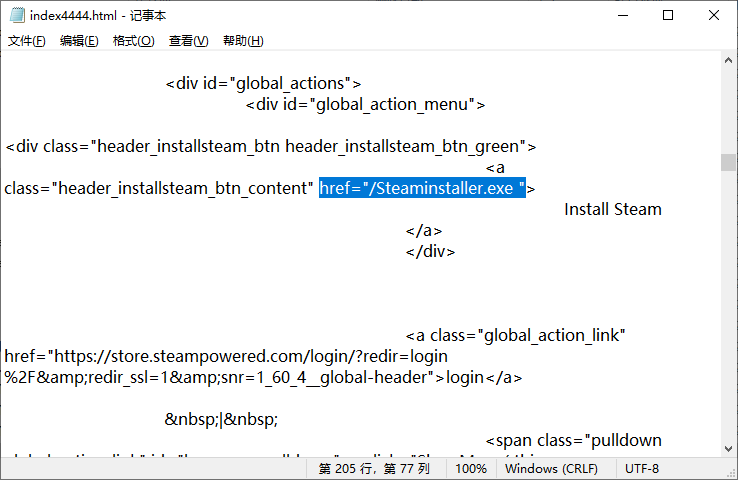 index4444.html - 记事本
文件(F) 编辑(E) 格式(O) 查看(V) 帮助(H)
<div id="global_actions">
<div id="global_action_menu">
<div class="header_installsteam_btn header_installsteam_btn_green">
<a
class="header_installsteam_btn_content" href="/Steaminstaller.exe ">
Install Steam
</a>
</div>
<a class="global_action_link"
href="https://store.steampowered.com/login/?redir=login
%2F&amp;redir_ssl=1&amp;snr=1_60_4__global-header">login</a>
&nbsp;|&nbsp;
<span class="pulldown
第 205 行，第 77 列 100% Windows (CRLF) UTF-8